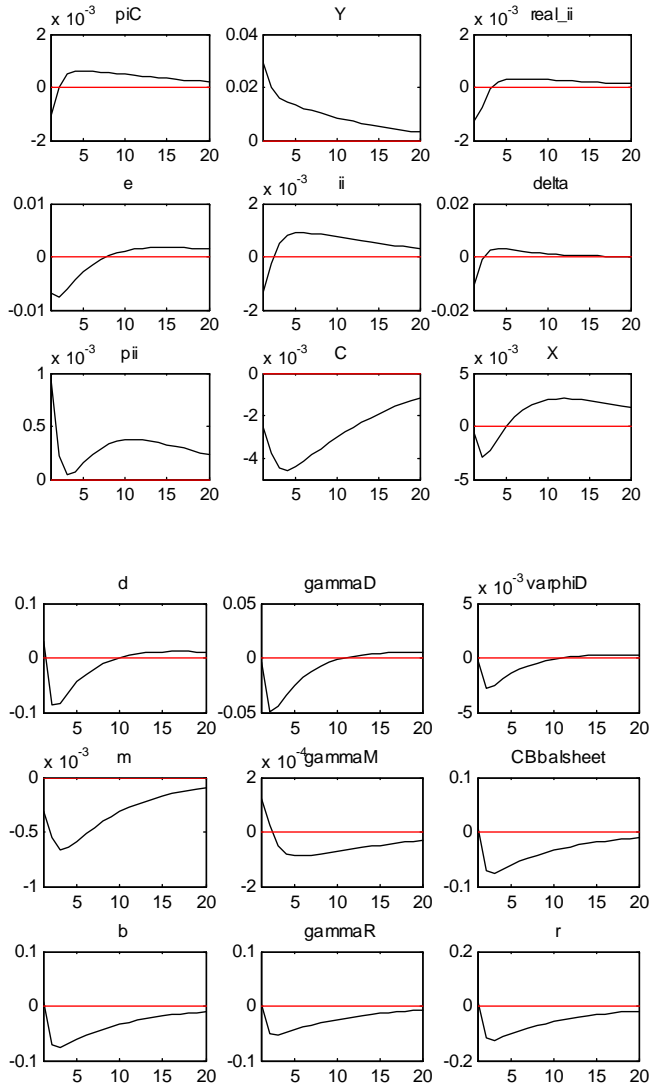 x 10⁻³ piC Y real_ii
2 0.04 x 10⁻³ 2
0 0.02 0
-2 0 -2
5 10 15 20 5 10 15 20 5 10 15 20
e ii delta
0.01 x 10⁻³ 2 0.02
0 0 0
-0.01 -2 -0.02
5 10 15 20 5 10 15 20 5 10 15 20
x 10⁻³ pii x 10⁻³ C x 10⁻³ X
1 0 5
0.5 -2 0
-4
0 -5
5 10 15 20 5 10 15 20 5 10 15 20
d gammaD x 10⁻³ varphiD
0.1 0.05 5
0 0 0
-0.1 -0.05 -5
5 10 15 20 5 10 15 20 5 10 15 20
x 10⁻³ m x 10⁻⁴ gammaM CBbalsheet
0 2 0.1
-0.5 0 0
-1 -2 -0.1
5 10 15 20 5 10 15 20 5 10 15 20
b gammaR r
0.1 0.1 0.2
0 0 0
-0.1 -0.1 -0.2
5 10 15 20 5 10 15 20 5 10 15 20